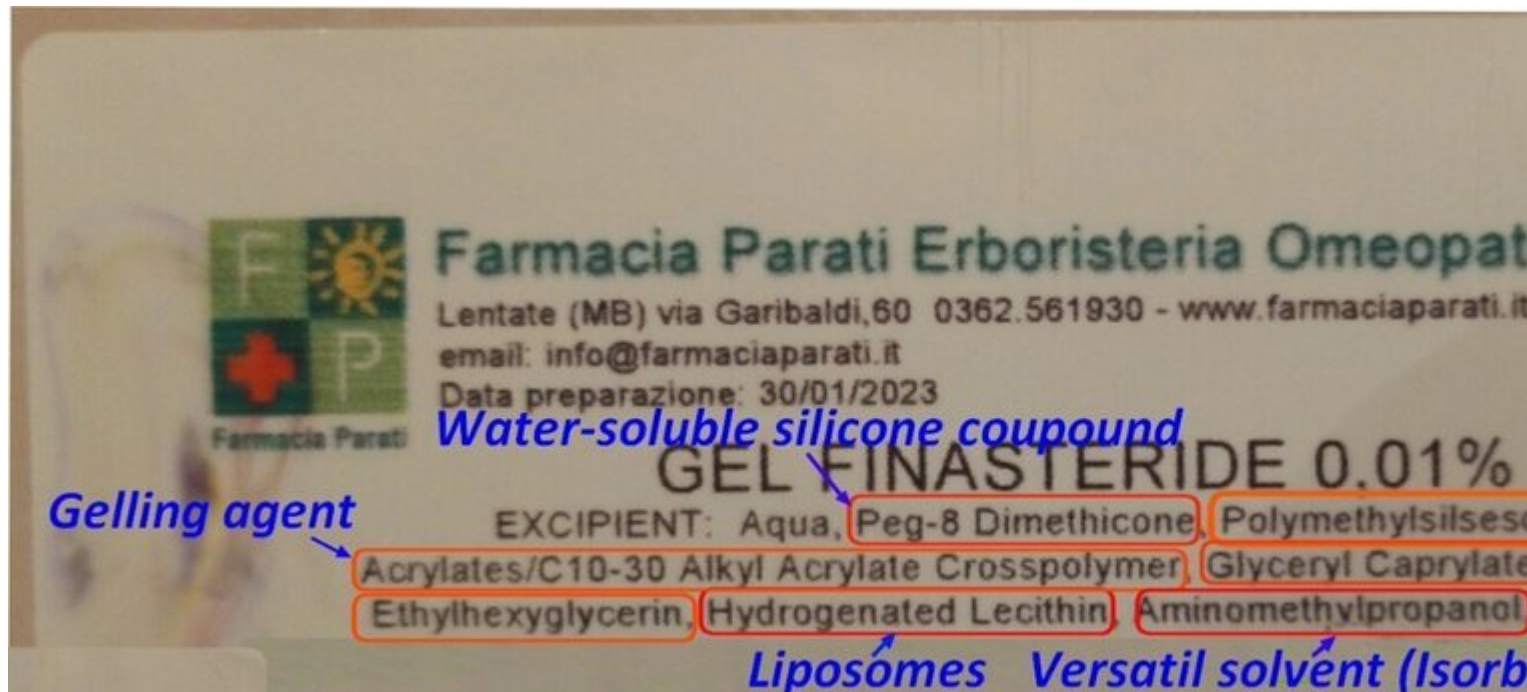 F
P
Farmacia Parati
Farmacia Parati Erboristeria Omeopat
Lentate (MB) via Garibaldi,60 0362.561930 - www.farmaciaparati.it
email: info@farmaciaparati.it
Data preparazione: 30/01/2023
Water-soluble silicone coupound
GEL FINASTERIDE 0.01%
Gelling agent
EXCIPIENT: Aqua, Peg-8 Dimethicone, Polymethylsilses
Acrylates/C10-30 Alkyl Acrylate Crosspolymer, Glyceryl Caprylate
Ethylhexyglycerin, Hydrogenated Lecithin, Aminomethylpropanol,
Liposomes Versatil solvent (Isorb